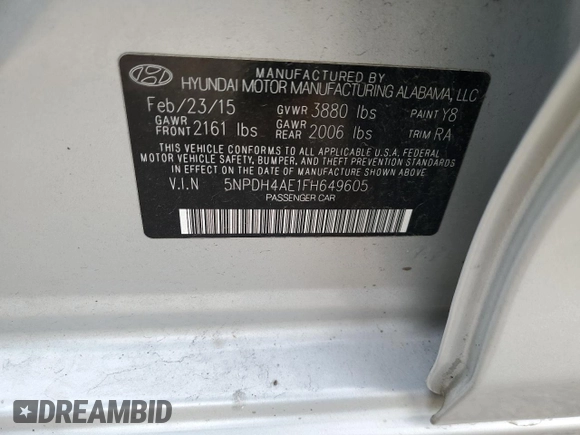 MANUFACTURED BY
HYUNDAI MOTOR MANUFACTURING ALABAMA, LLC
Feb/23/15 GVWR 3880 lbs PAINT Y8
GAWR FRONT 2161 lbs GAWR REAR 2006 lbs TRIM RA
THIS VEHICLE CONFORMS TO ALL APPLICABLE U.S.A. FEDERAL
MOTOR VEHICLE SAFETY, BUMPER, AND THEFT PREVENTION STANDARDS
IN EFFECT ON THE DATE OF MANUFACTURE SHOWN ABOVE.
V.I.N 5NPDH4AE1FH649605
PASSENGER CAR
DREAMBID